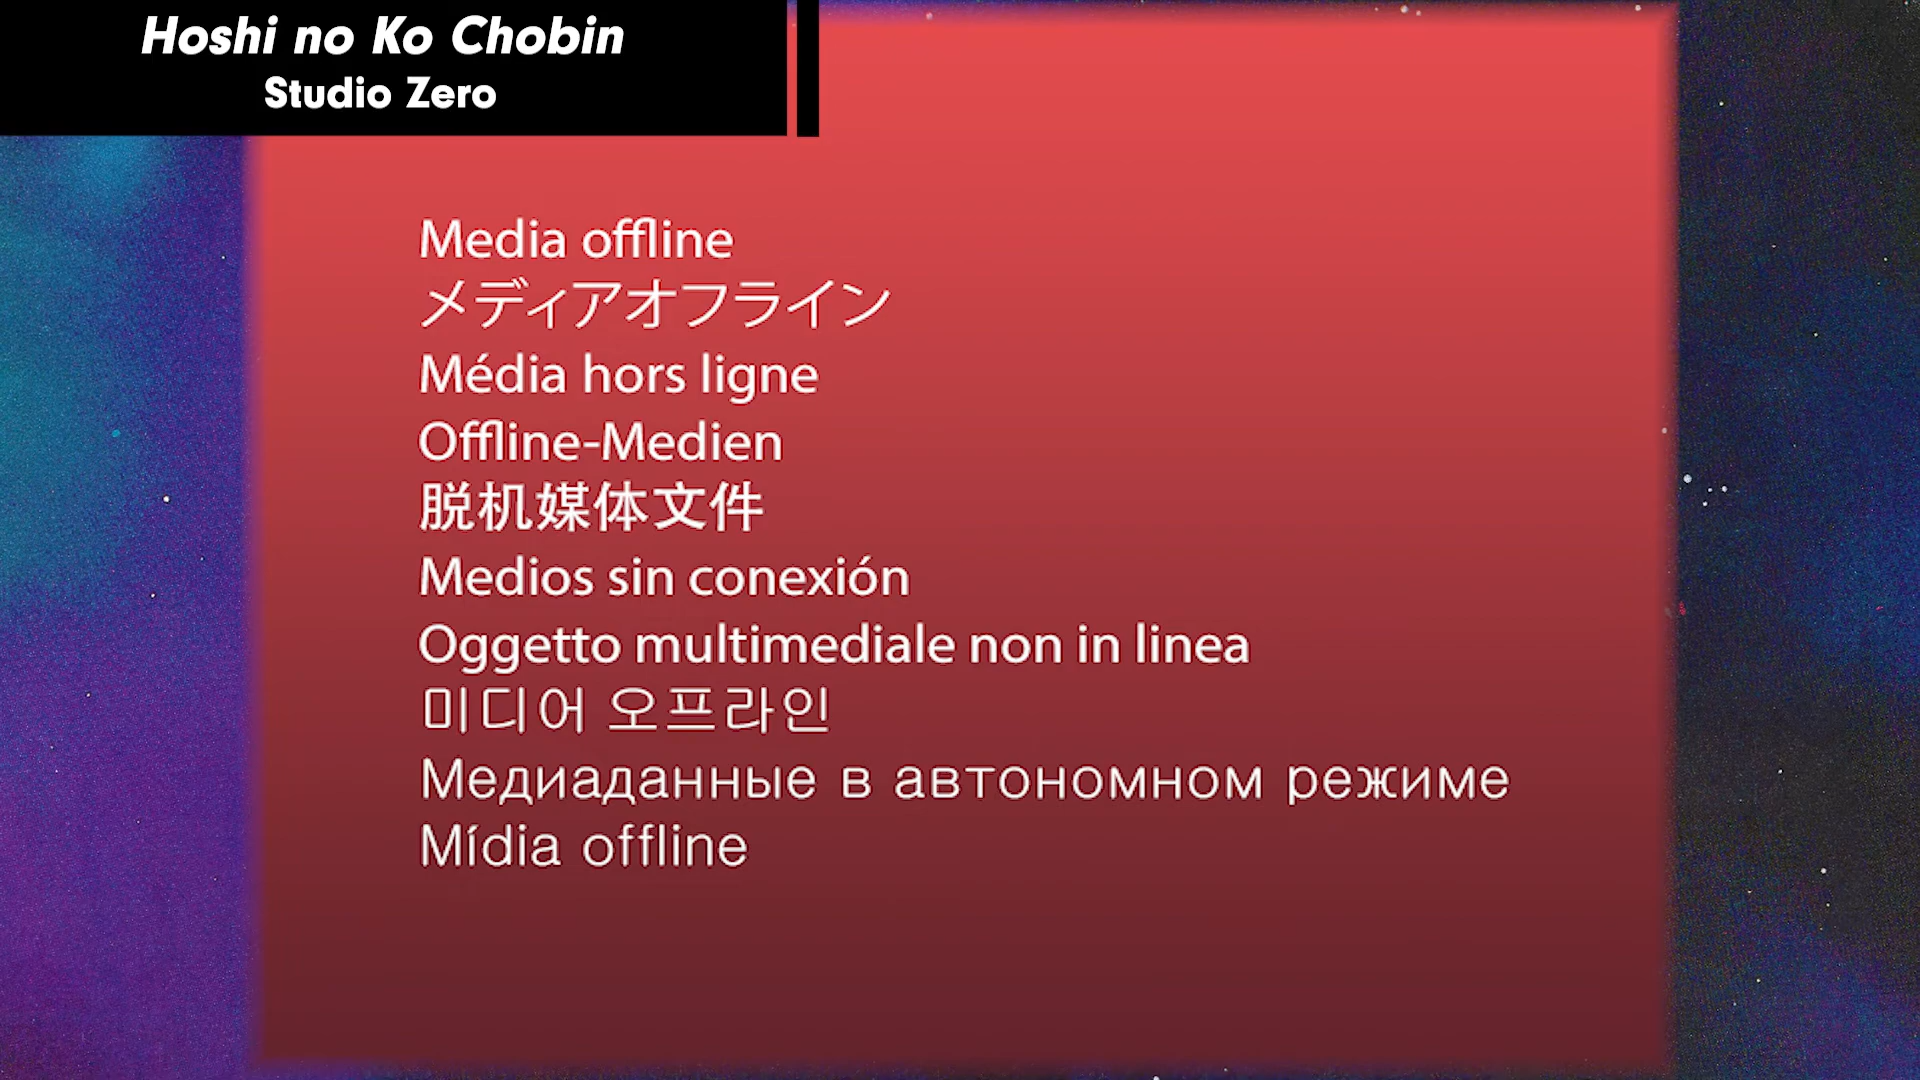 Hoshi no Ko Chobin
Studio Zero
Media offline
メディアオフライン
Média hors ligne
Offline-Medien
脱机媒体文件
Medios sin conexión
Oggetto multimediale non in linea
미디어 오프라인
Медиаданные в автономном режиме
Mídia offline